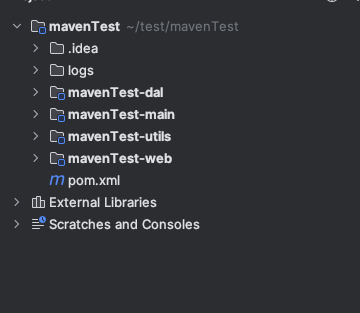 mavenTest ~/test/mavenTest
.idea
logs
mavenTest-dal
mavenTest-main
mavenTest-utils
mavenTest-web
m pom.xml
External Libraries
Scratches and Consoles